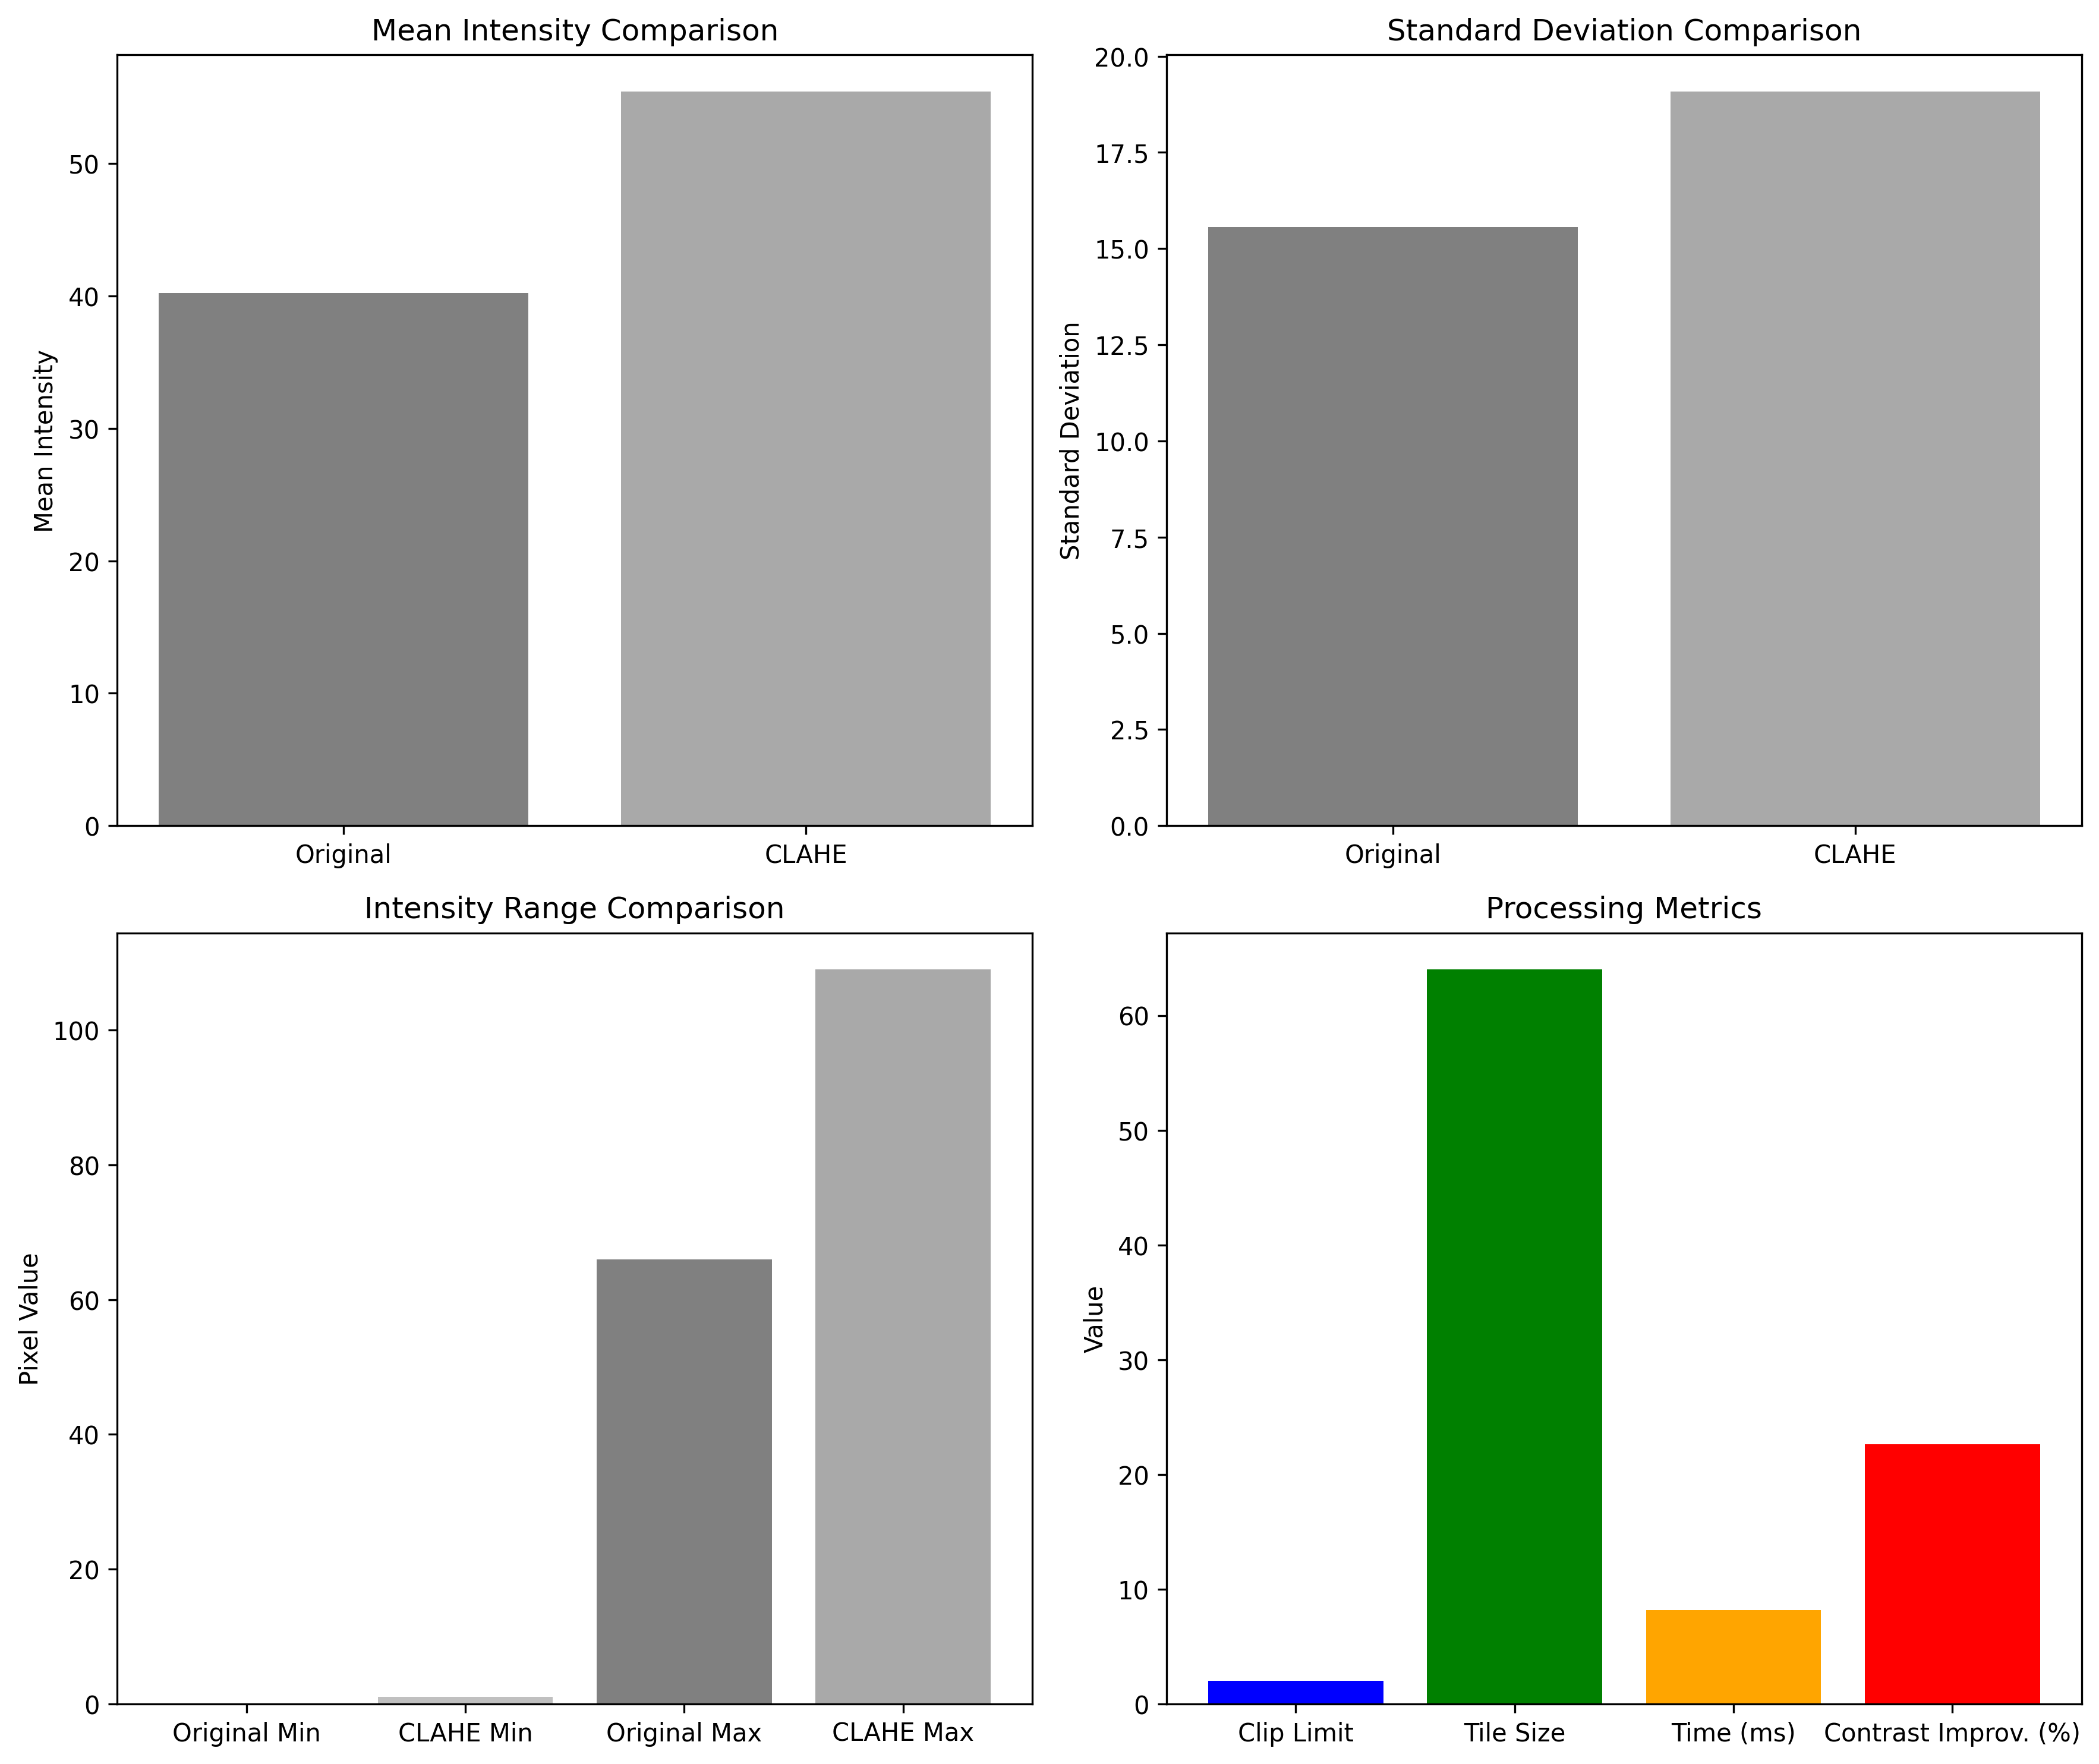 Mean Intensity Comparison
Mean Intensity
50
40
30
20
10
0
Original CLAHE
Standard Deviation Comparison
Standard Deviation
20.0
17.5
15.0
12.5
10.0
7.5
5.0
2.5
0.0
Original CLAHE
Intensity Range Comparison
Pixel Value
100
80
60
40
20
0
Original Min CLAHE Min Original Max CLAHE Max
Processing Metrics
Value
60
50
40
30
20
10
0
Clip Limit Tile Size Time (ms) Contrast Improv. (%)